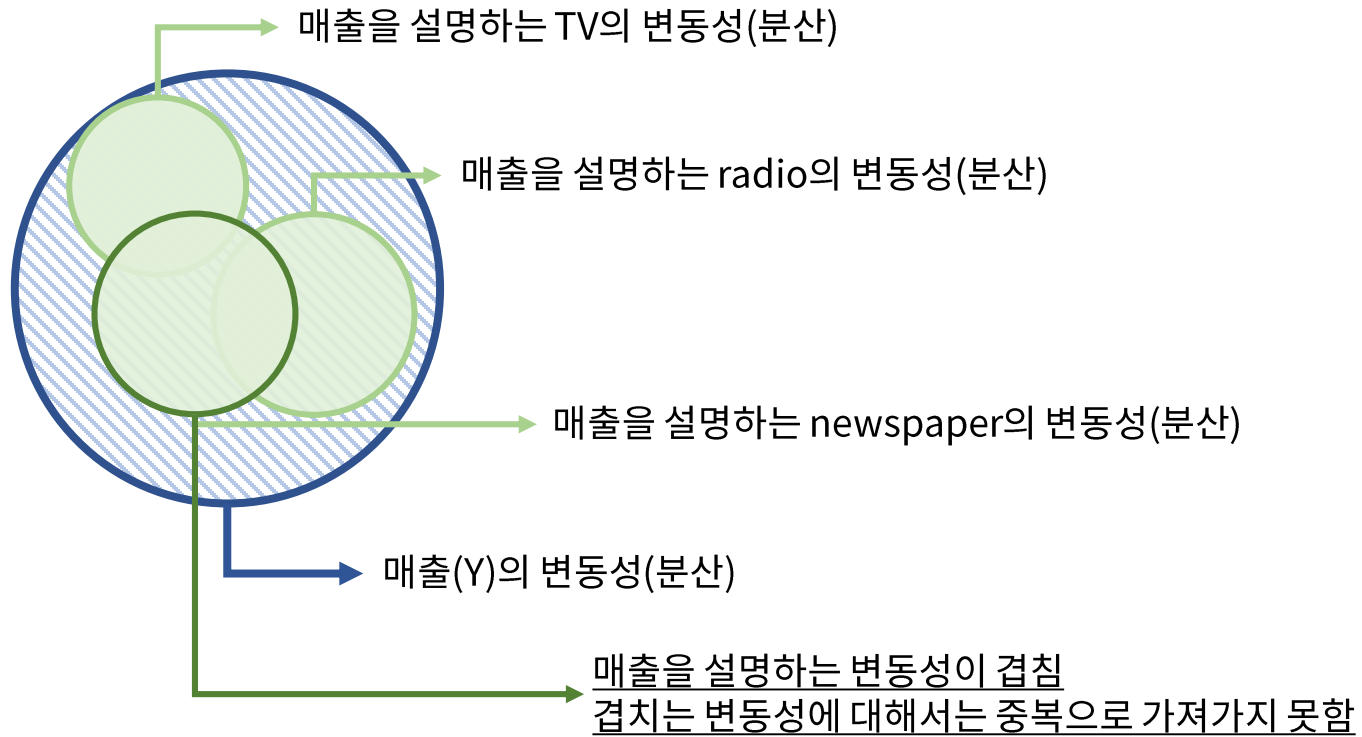 매출을 설명하는 TV의 변동성(분산)
매출을 설명하는 radio의 변동성(분산)
매출을 설명하는 newspaper의 변동성(분산)
매출(Y)의 변동성(분산)
매출을 설명하는 변동성이 겹침
겹치는 변동성에 대해서는 중복으로 가져가지 못함